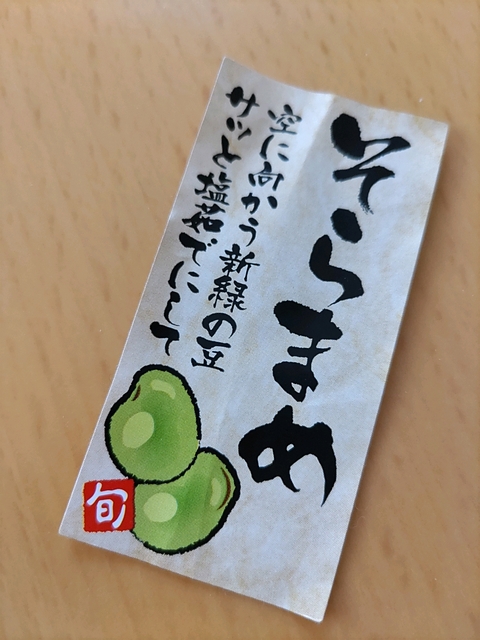 そらまめ
空に向かう新緑の豆
サッと塩茹でにして
旬